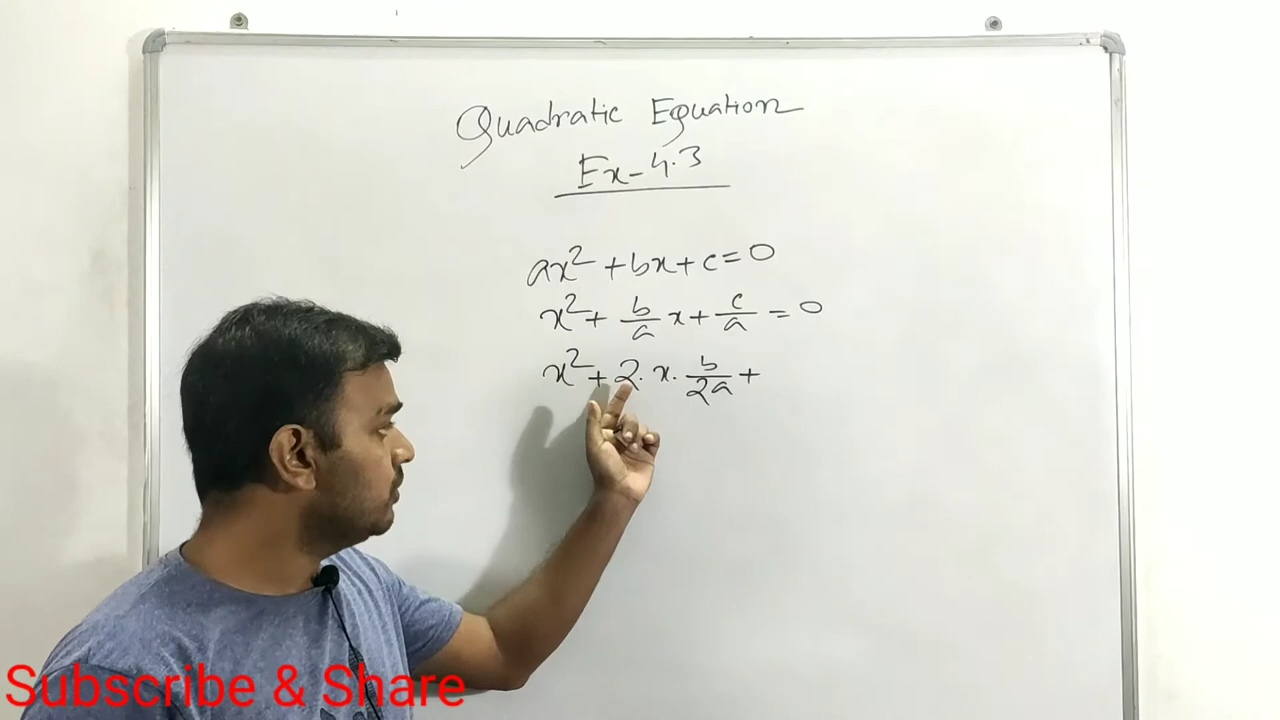 Quadratic Equation
Ex-4.3
ax² + bx + c = 0
x² + b/a x + c/a = 0
x² + 2. x. b/2a +
Subscribe & Share